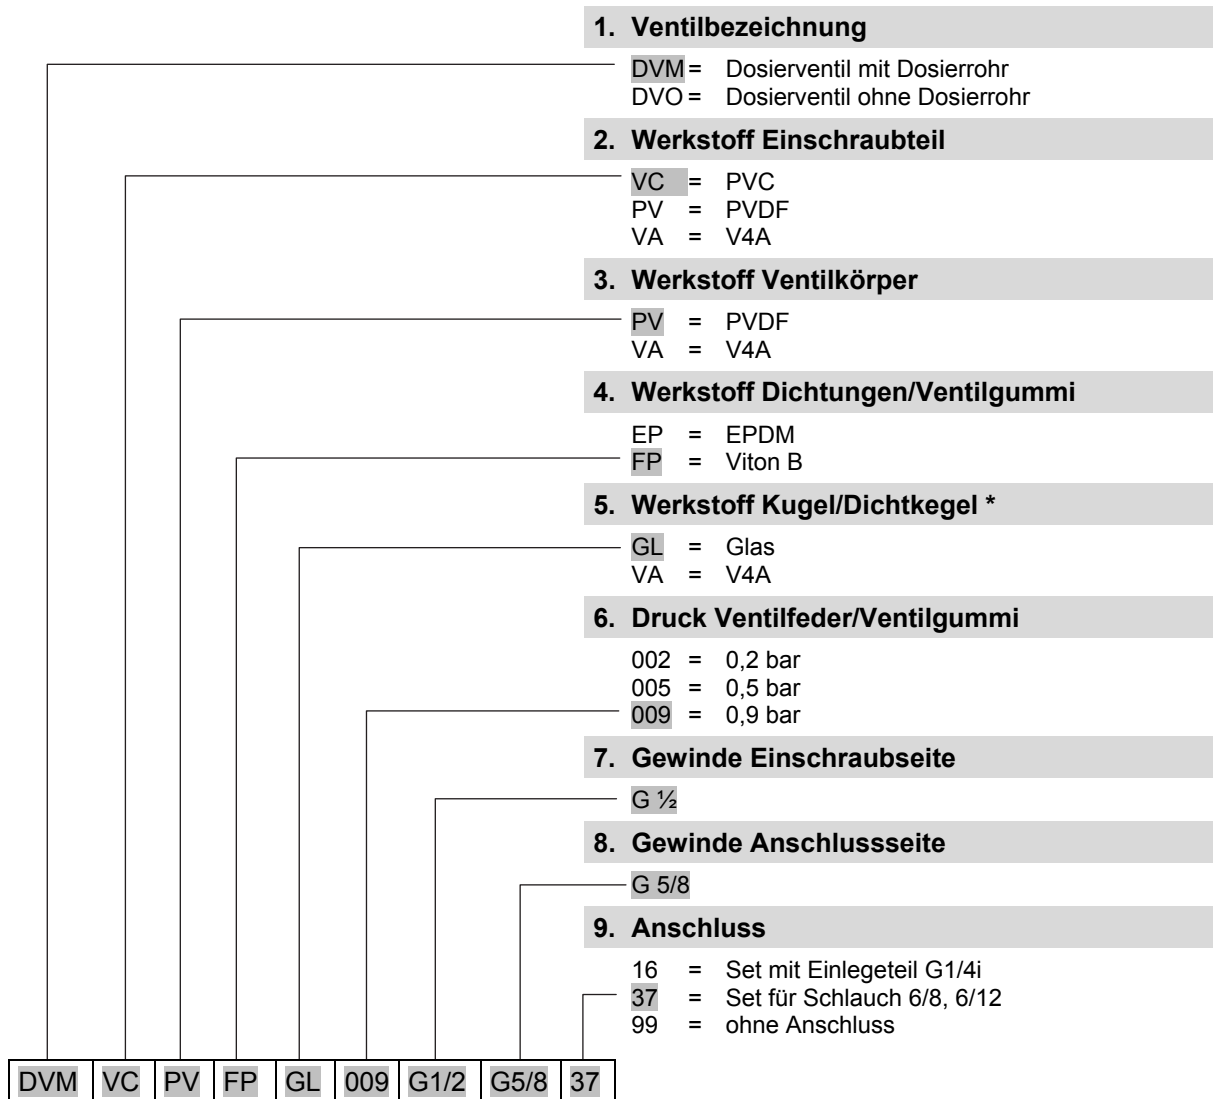 1. Ventilbezeichnung
DVM = Dosierventil mit Dosierrohr
DVO = Dosierventil ohne Dosierrohr
2. Werkstoff Einschraubteil
VC = PVC
PV = PVDF
VA = V4A
3. Werkstoff Ventilkörper
PV = PVDF
VA = V4A
4. Werkstoff Dichtungen/Ventilgummi
EP = EPDM
FP = Viton B
5. Werkstoff Kugel/Dichtkegel *
GL = Glas
VA = V4A
6. Druck Ventilfeder/Ventilgummi
002 = 0,2 bar
005 = 0,5 bar
009 = 0,9 bar
7. Gewinde Einschraubseite
G ½
8. Gewinde Anschlussseite
G 5/8
9. Anschluss
16 = Set mit Einlegeteil G1/4i
37 = Set für Schlauch 6/8, 6/12
99 = ohne Anschluss
DVM VC PV FP GL 009 G1/2 G5/8 37